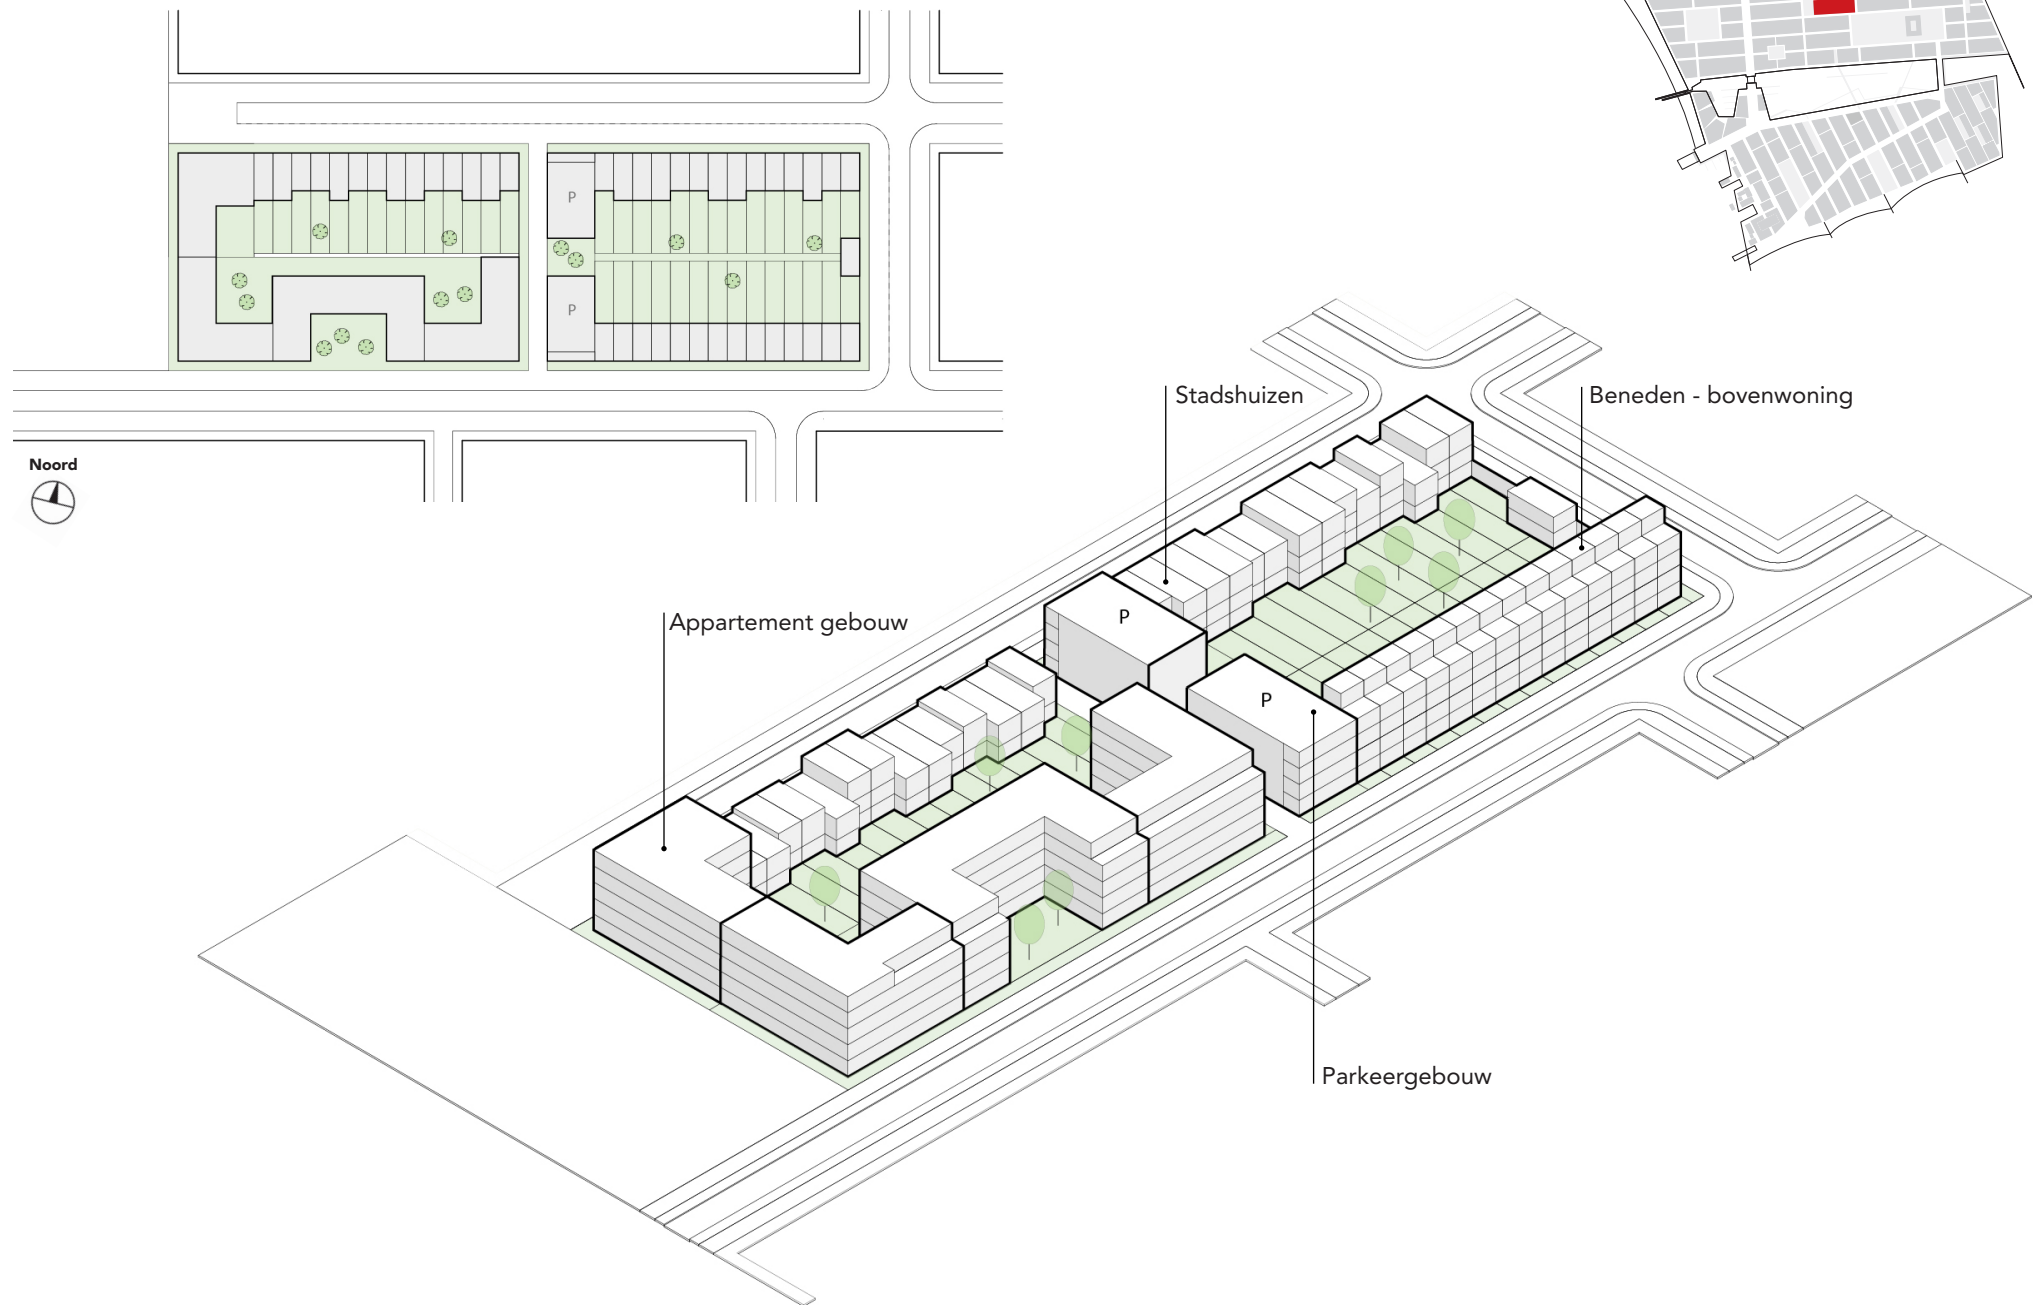 P
P
Noord
Stadshuizen
Beneden - bovenwoning
Appartement gebouw
P
P
Parkeergebouw